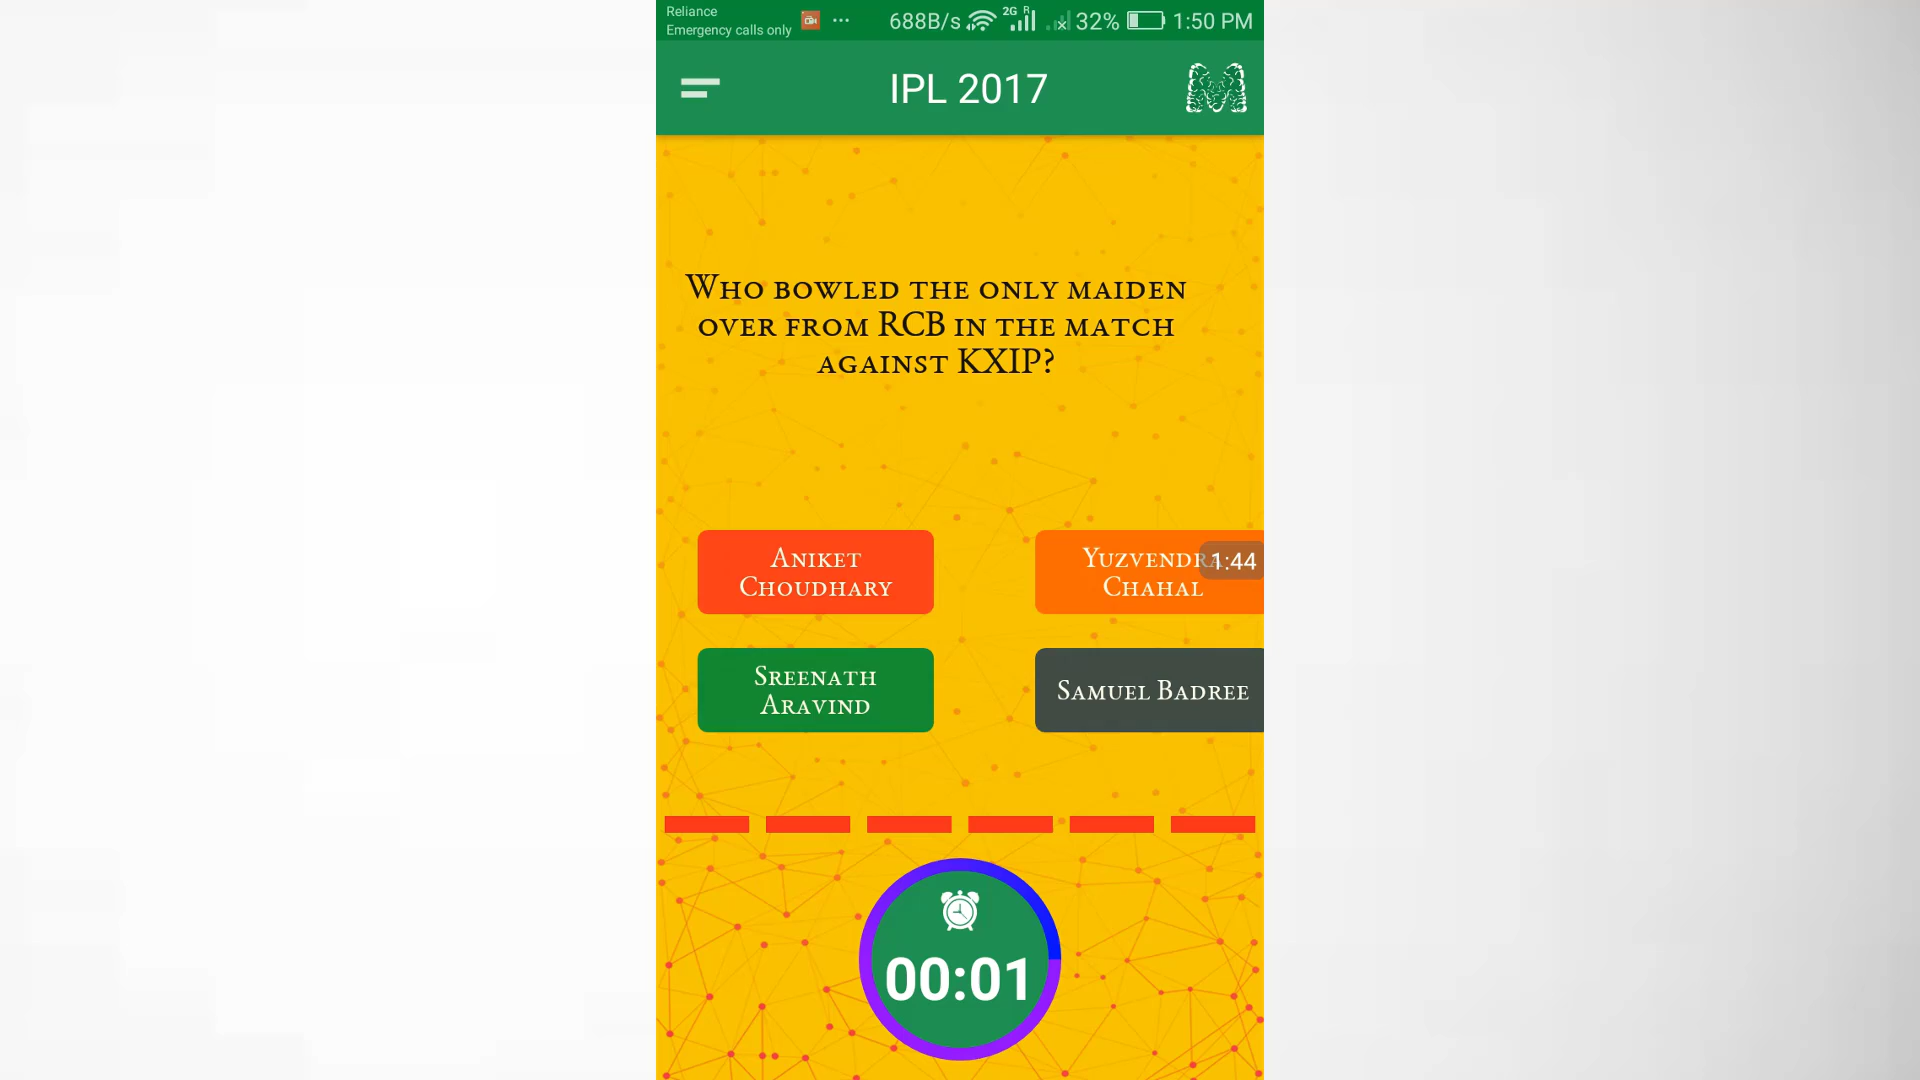 Reliance
Emergency calls only
··· 688B/s 2G R 32% 1:50 PM
IPL 2017
Who bowled the only maiden
over from RCB in the match
against KXIP?
Aniket
Choudhary
Yuzvendra
Chahal
1:44
Sreenath
Aravind
Samuel Badree
00:01